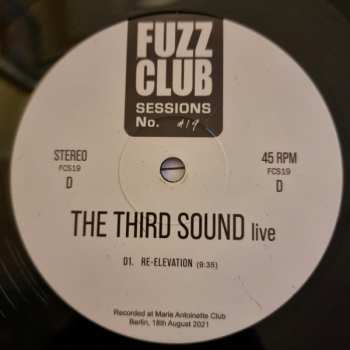 FUZZ
CLUB
SESSIONS
No. #19
STEREO
FCS19
D
45 RPM
FCS19
D
THE THIRD SOUND live
D1. RE-ELEVATION (9:35)
Recorded at Marie Antoinette Club
Berlin, 18th August 2021